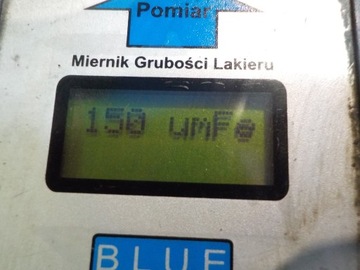 Pomiar
Miernik Grubości Lakieru
150 umFe
BLUE